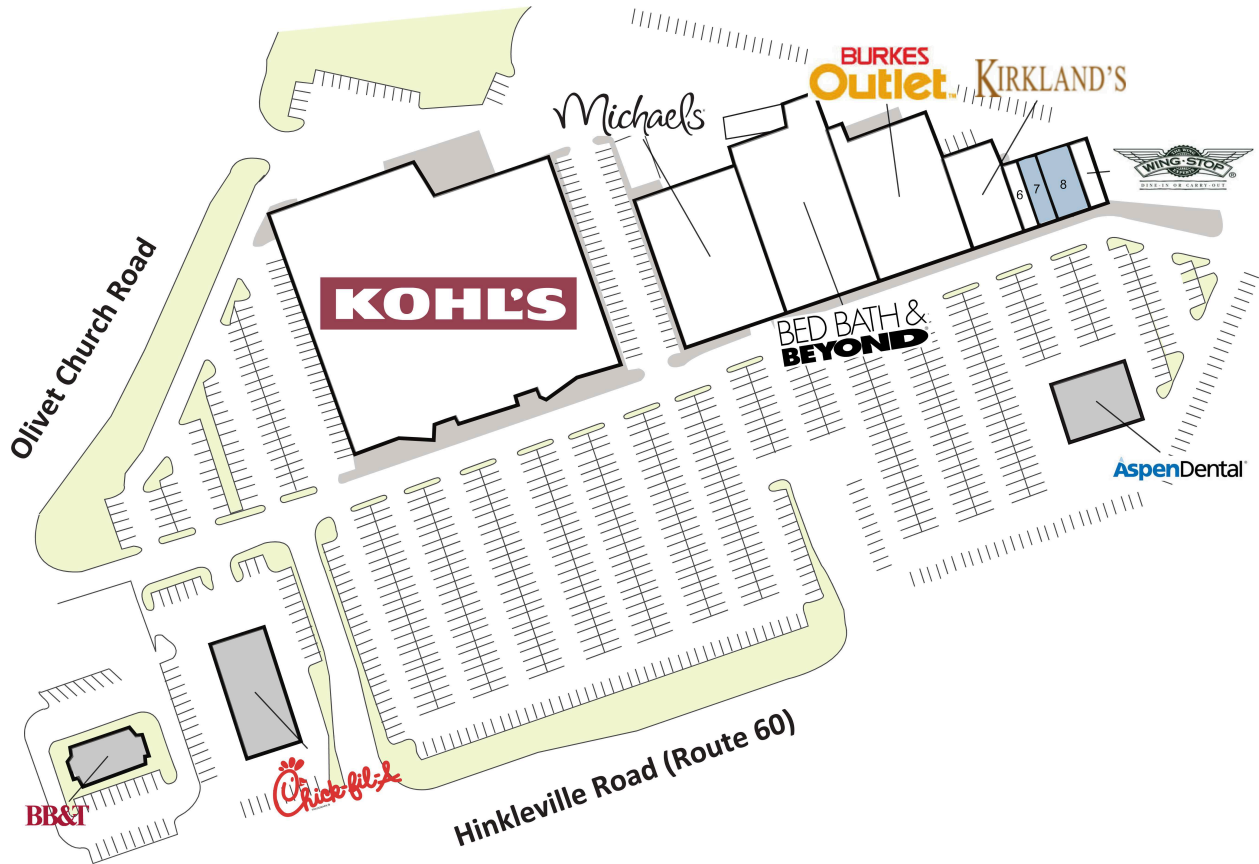 BURKES
Outlet
KIRKLAND'S
Michaels
WING·STOP
DINE-IN OR CARRY-OUT
6
7
8
Olivet Church Road
KOHL'S
BED BATH &
BEYOND
AspenDental
Hinkleville Road (Route 60)
Chick-fil-A
BB&T